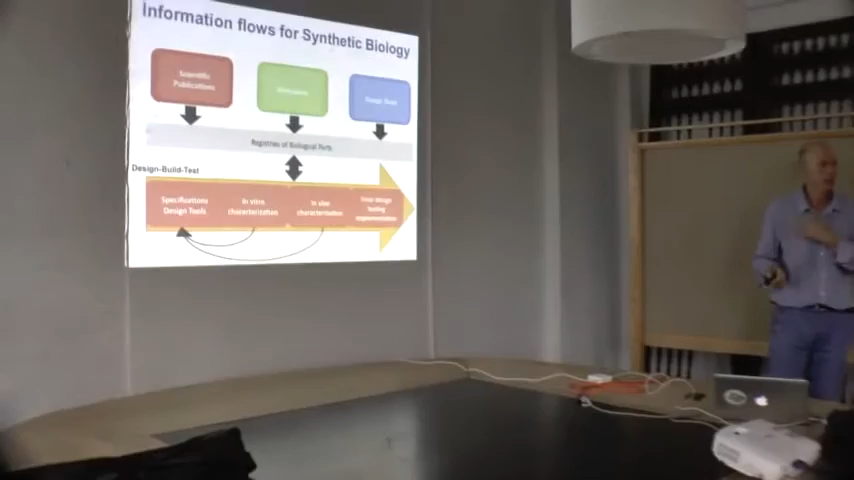 Information flows for Synthetic Biology
Scientific
Publications
Design Tools
Registries of Biological Parts
Design-Build-Test
Specifications
Design Tools
In vitro
characterization
In vivo
characterization
testing